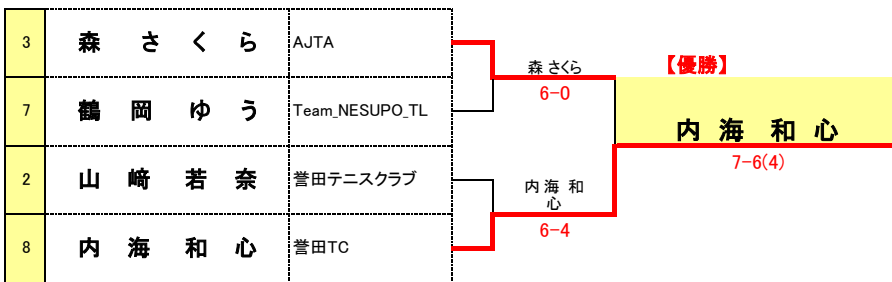 3 森 さ く ら AJTA
7 鶴 岡 ゆ う Team_NESUPO_TL
2 山 﨑 若 奈 誉田テニスクラブ
8 内 海 和 心 誉田TC
森 さくら
6-0
内 海 和
心
6-4
【優勝】
内 海 和 心
7-6(4)